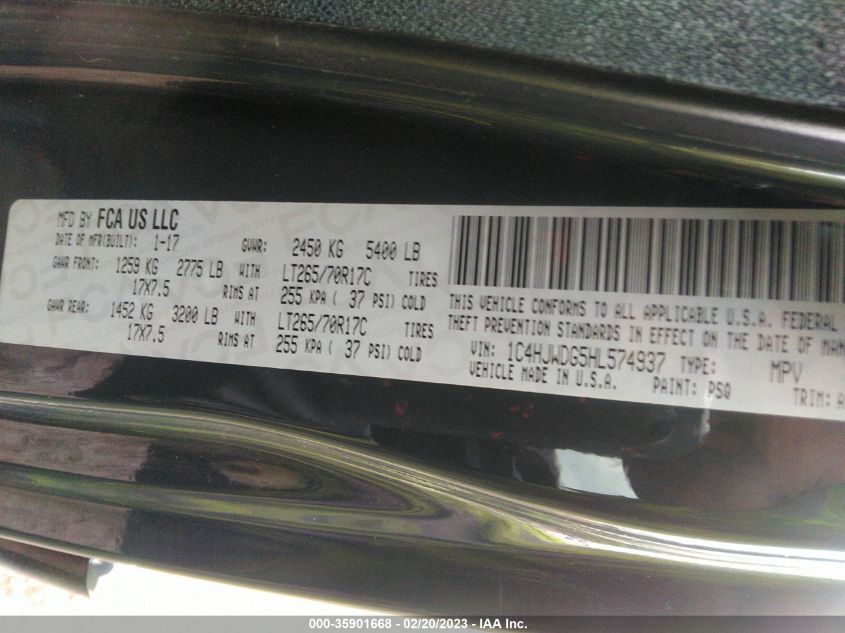 MFD BY FCA US LLC
DATE OF MFR(BUILT): 1-17 GVWR: 2450 KG 5400 LB
GAWR FRONT: 1259 KG 2775 LB WITH LT265/70R17C TIRES
17X7.5 RIMS AT 255 KPA ( 37 PSI) COLD
GAWR REAR: 1452 KG 3200 LB WITH LT265/70R17C TIRES
17X7.5 RIMS AT 255 KPA ( 37 PSI) COLD
THIS VEHICLE CONFORMS TO ALL APPLICABLE U.S.A. FEDERAL
THEFT PREVENTION STANDARDS IN EFFECT ON THE DATE OF MAN
VIN: 1C4HJWDG5HL574937 TYPE: MPV
VEHICLE MADE IN U.S.A. PAINT: PSQ TRIM: A
000-35901668 - 02/20/2023 - IAA Inc.